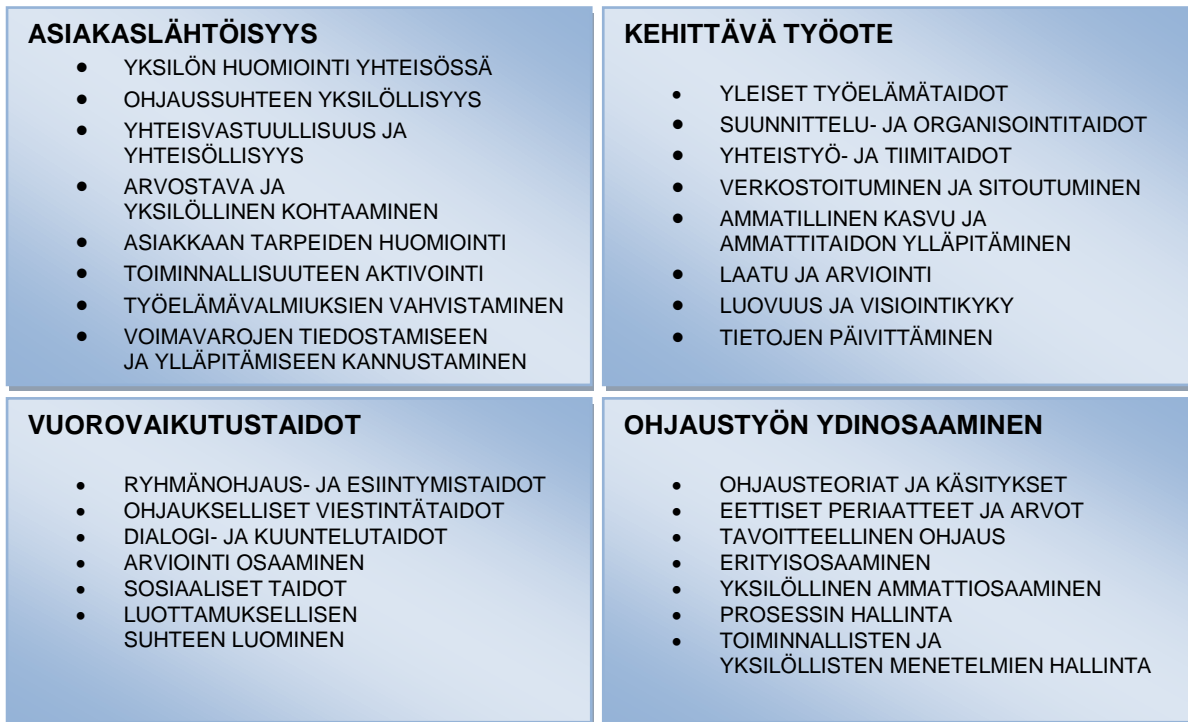 ASIAKASLÄHTÖISYYS
• YKSILÖN HUOMIOINTI YHTEISÖSSÄ
• OHJAUSSUHTEEN YKSILÖLLISYYS
• YHTEISVASTUULLISUUS JA
YHTEISÖLLISYYS
• ARVOSTAVA JA
YKSILÖLLINEN KOHTAAMINEN
• ASIAKKAAN TARPEIDEN HUOMIOINTI
• TOIMINNALLISUUTEEN AKTIVOINTI
• TYÖELÄMÄVALMIUKSIEN VAHVISTAMINEN
• VOIMAVAROJEN TIEDOSTAMISEEN
JA YLLÄPITÄMISEEN KANNUSTAMINEN
KEHITTÄVÄ TYÖOTE
• YLEISET TYÖELÄMÄTAIDOT
• SUUNNITTELU- JA ORGANISOINTITAIDOT
• YHTEISTYÖ- JA TIIMITAIDOT
• VERKOSTOITUMINEN JA SITOUTUMINEN
• AMMATILLINEN KASVU JA
AMMATTITAIDON YLLÄPITÄMINEN
• LAATU JA ARVIOINTI
• LUOVUUS JA VISIOINTIKYKY
• TIETOJEN PÄIVITTÄMINEN
VUOROVAIKUTUSTAIDOT
• RYHMÄNOHJAUS- JA ESIINTYMISTAIDOT
• OHJAUKSELLISET VIESTINTÄTAIDOT
• DIALOGI- JA KUUNTELUTAIDOT
• ARVIOINTI OSAAMINEN
• SOSIAALISET TAIDOT
• LUOTTAMUKSELLISEN
SUHTEEN LUOMINEN
OHJAUSTYÖN YDINOSAAMINEN
• OHJAUSTEORIAT JA KÄSITYKSET
• EETTISET PERIAATTEET JA ARVOT
• TAVOITTEELLINEN OHJAUS
• ERITYISOSAAMINEN
• YKSILÖLLINEN AMMATTIOSAAMINEN
• PROSESSIN HALLINTA
• TOIMINNALLISTEN JA
YKSILÖLLISTEN MENETELMIEN HALLINTA